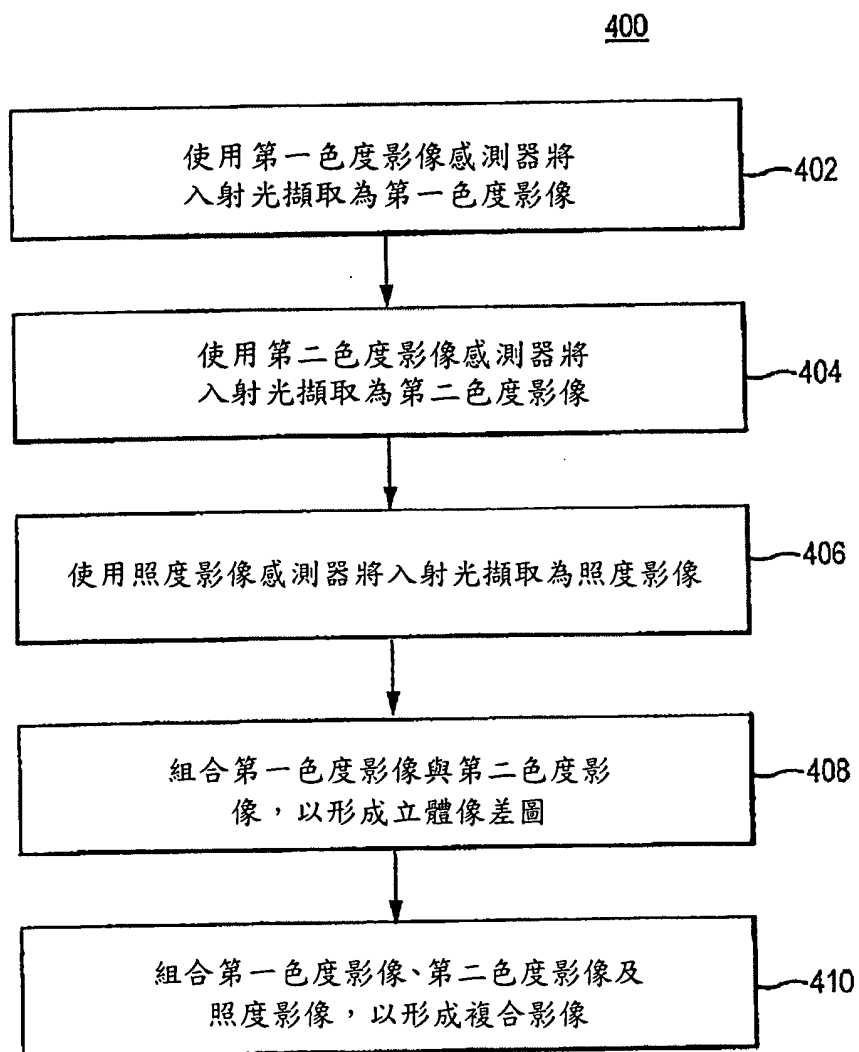 400
使用第一色度影像感測器將
入射光擷取為第一色度影像
402
使用第二色度影像感測器將
入射光擷取為第二色度影像
404
使用照度影像感測器將入射光擷取為照度影像
406
組合第一色度影像與第二色度影
像，以形成立體像差圖
408
組合第一色度影像、第二色度影像及
照度影像，以形成複合影像
410